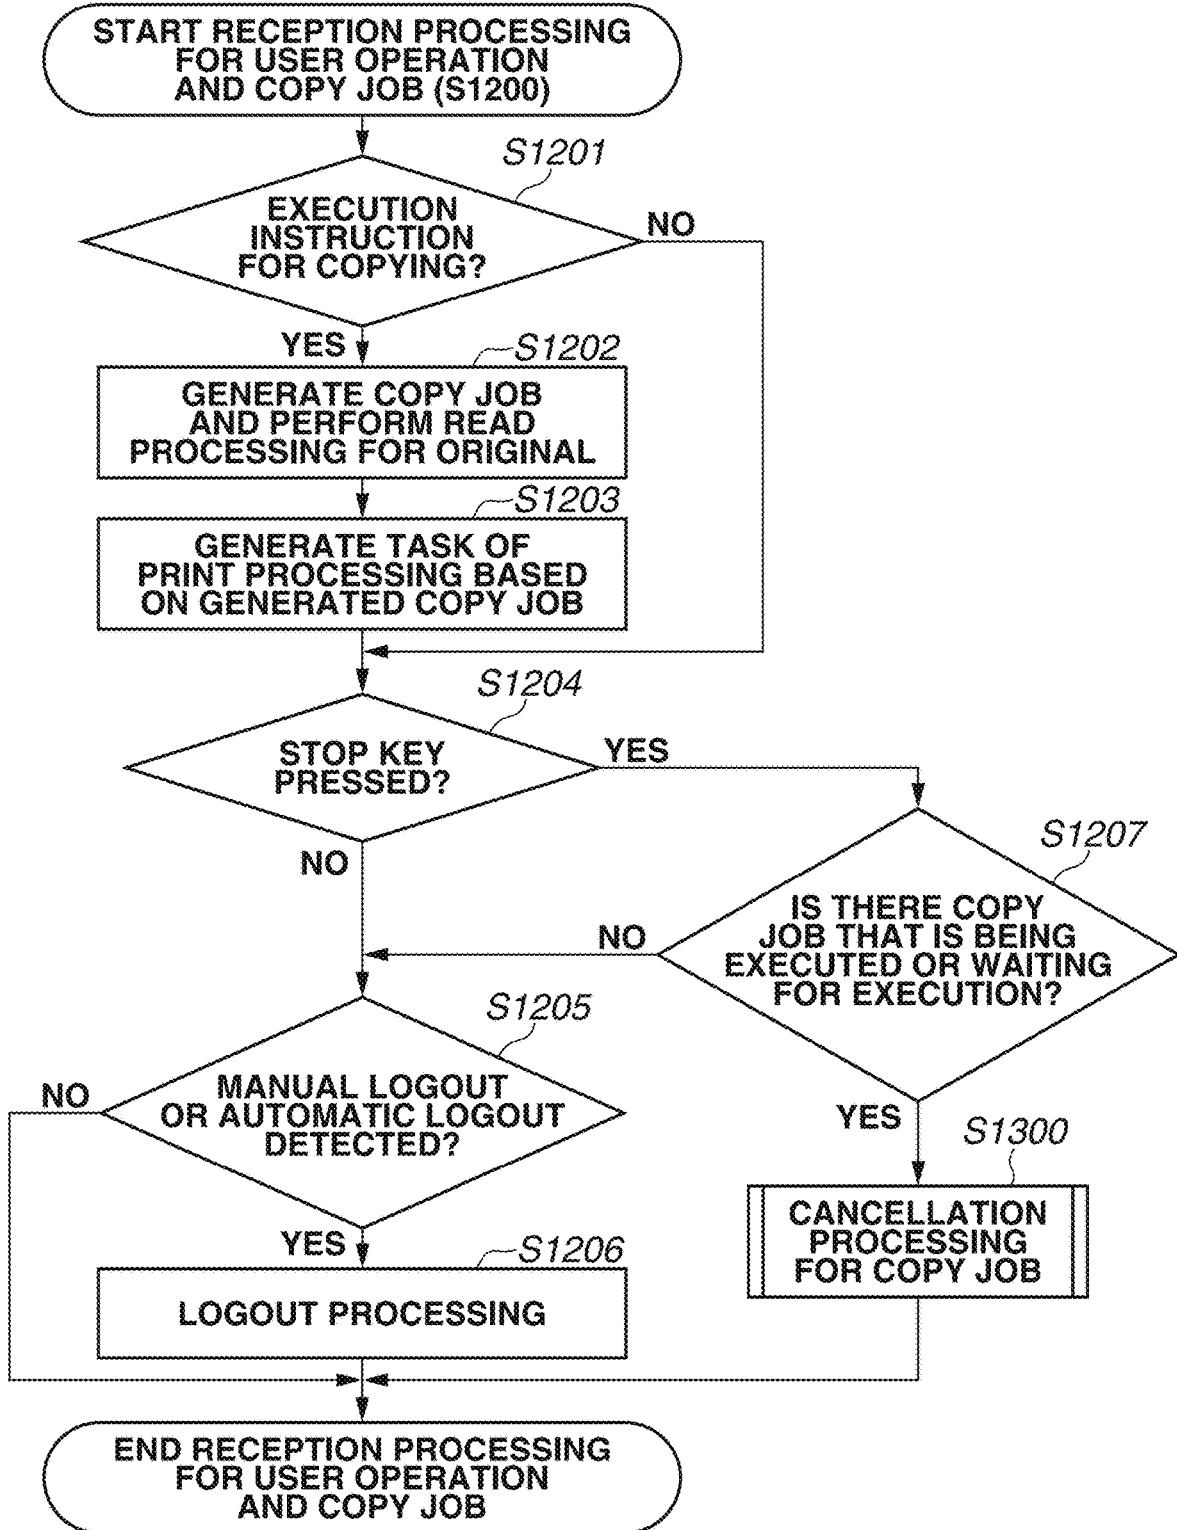 START RECEPTION PROCESSING
FOR USER OPERATION
AND COPY JOB (S1200)
S1201
EXECUTION
INSTRUCTION
FOR COPYING?
NO
YES
S1202
GENERATE COPY JOB
AND PERFORM READ
PROCESSING FOR ORIGINAL
S1203
GENERATE TASK OF
PRINT PROCESSING BASED
ON GENERATED COPY JOB
S1204
STOP KEY
PRESSED?
YES
NO
S1207
IS THERE COPY
JOB THAT IS BEING
EXECUTED OR WAITING
FOR EXECUTION?
NO
YES
S1205
MANUAL LOGOUT
OR AUTOMATIC LOGOUT
DETECTED?
NO
YES
S1300
CANCELLATION
PROCESSING
FOR COPY JOB
S1206
LOGOUT PROCESSING
END RECEPTION PROCESSING
FOR USER OPERATION
AND COPY JOB